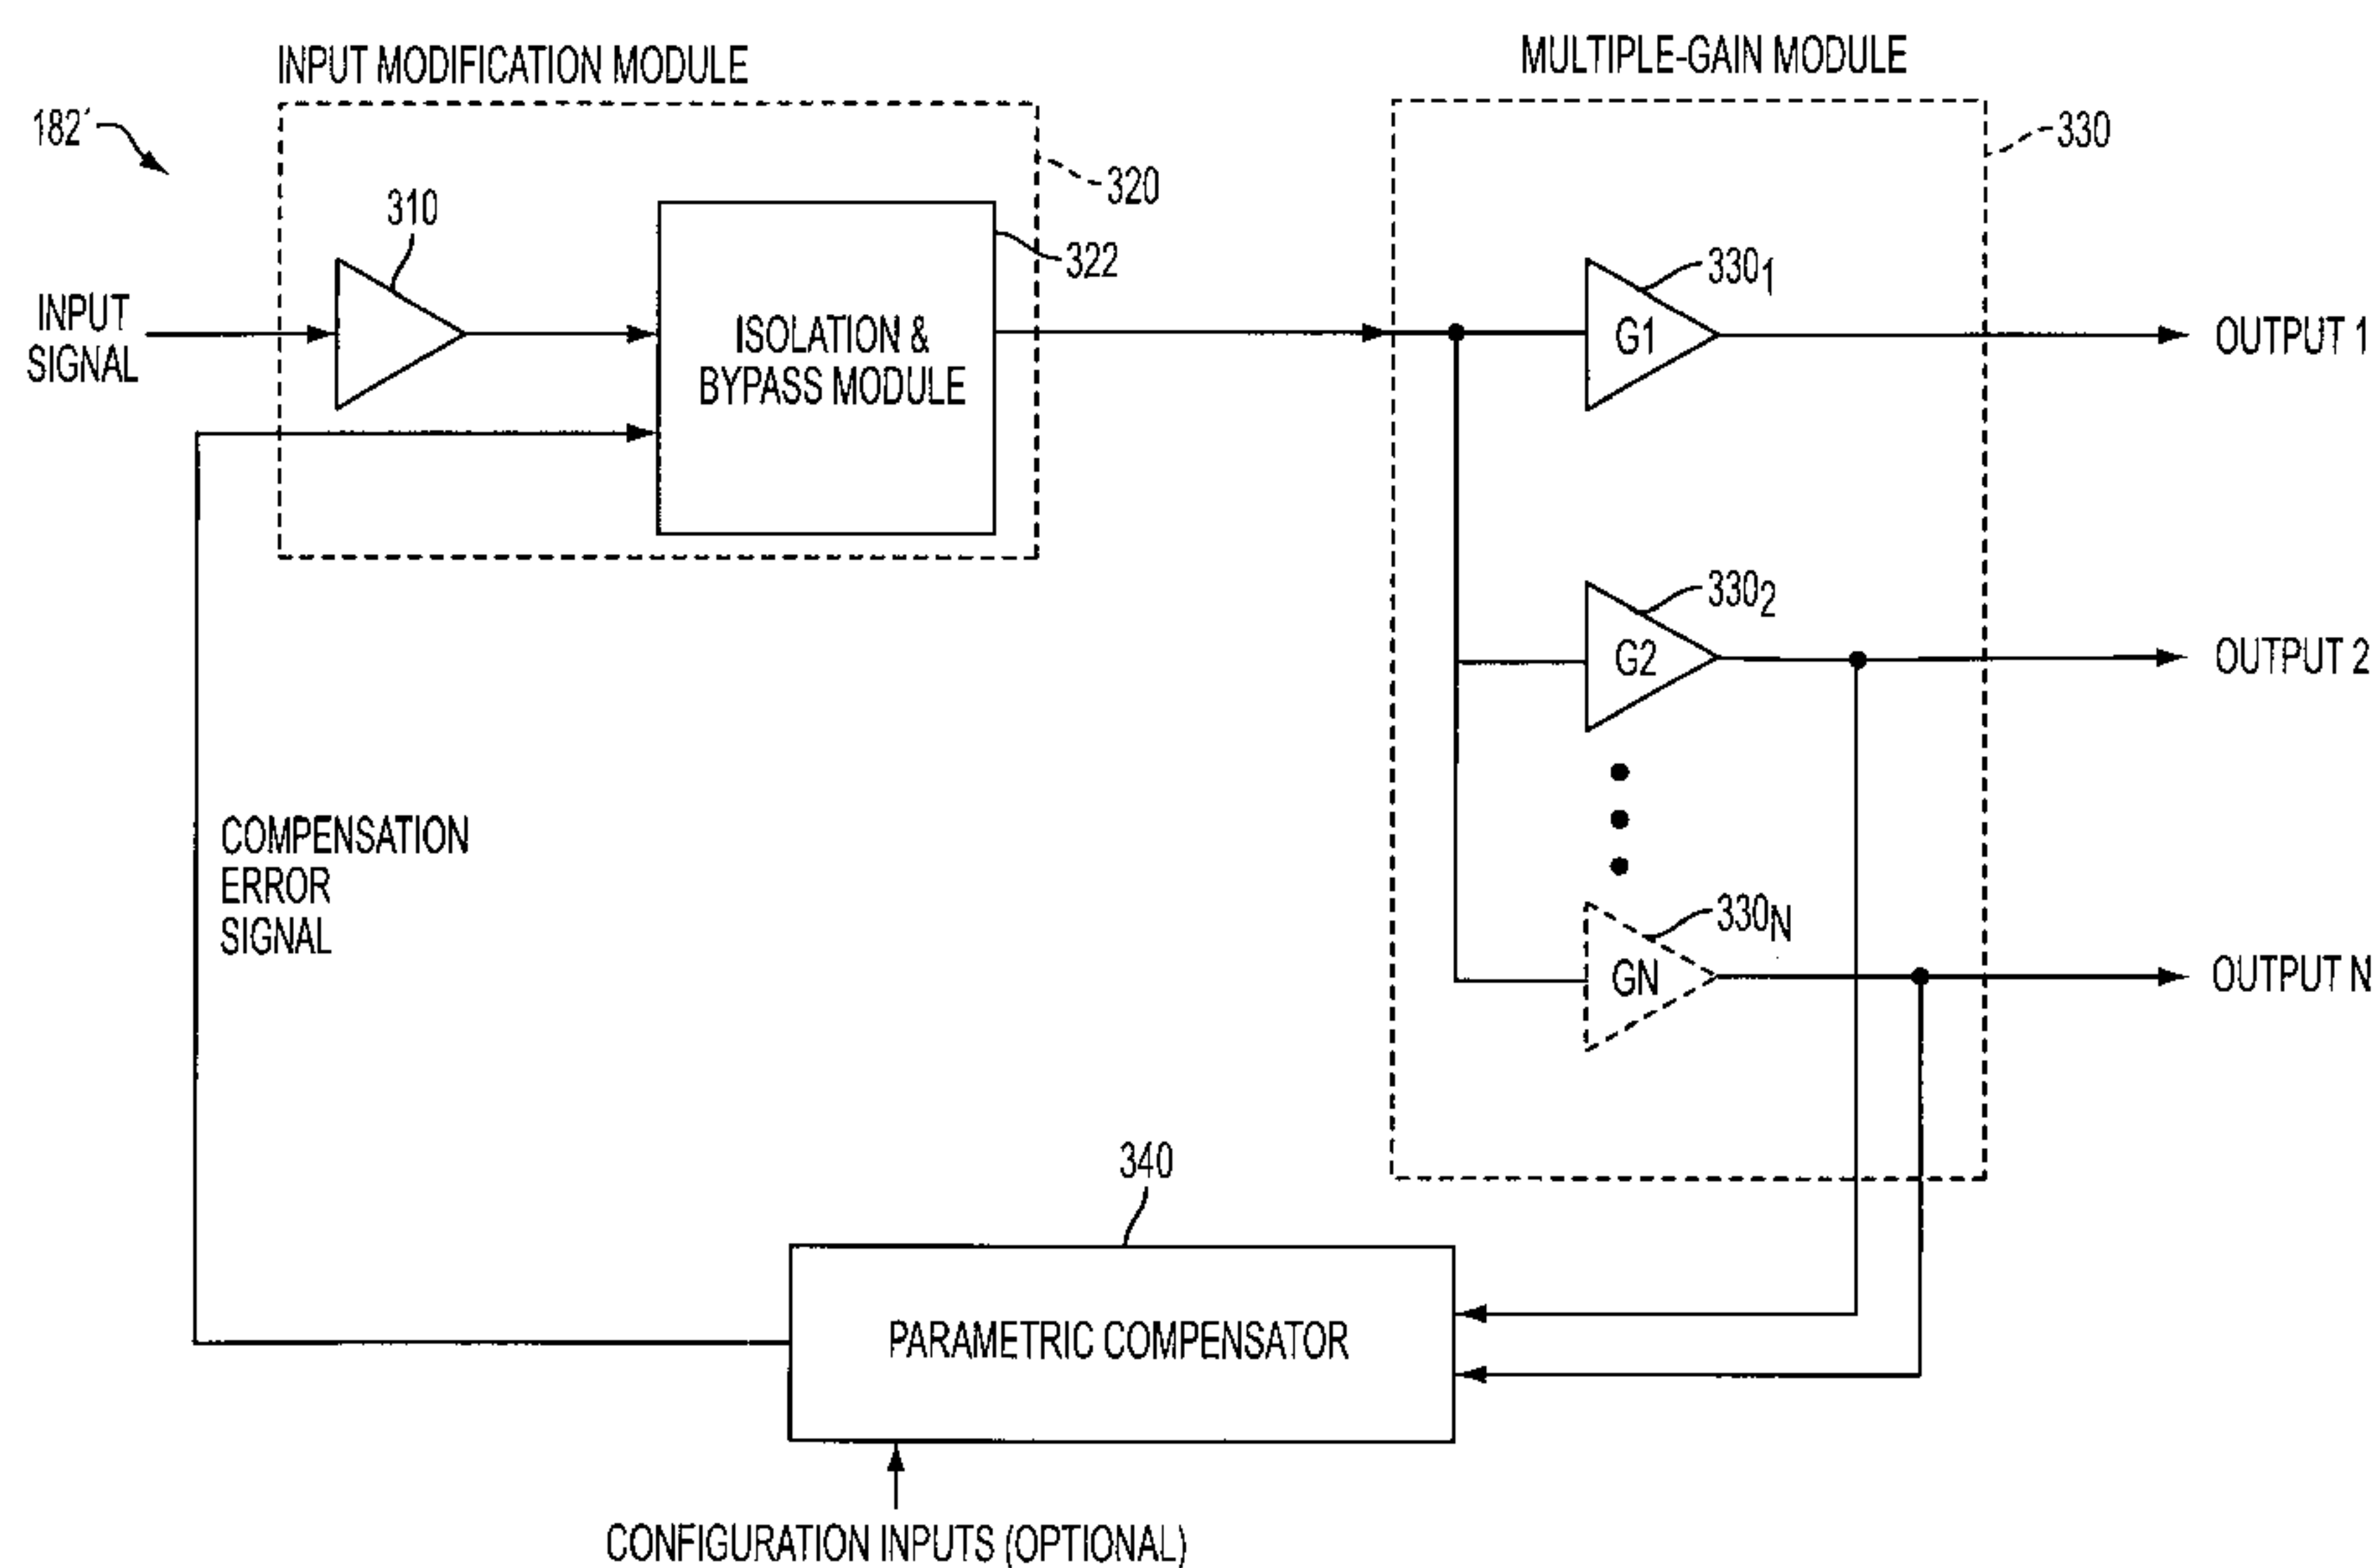 INPUT MODIFICATION MODULE
MULTIPLE-GAIN MODULE
182′
330
320
310
322
330₁
INPUT
SIGNAL
ISOLATION &
BYPASS MODULE
G1
OUTPUT 1
330₂
G2
OUTPUT 2
COMPENSATION
ERROR
SIGNAL
330N
GN
OUTPUT N
340
PARAMETRIC COMPENSATOR
CONFIGURATION INPUTS (OPTIONAL)